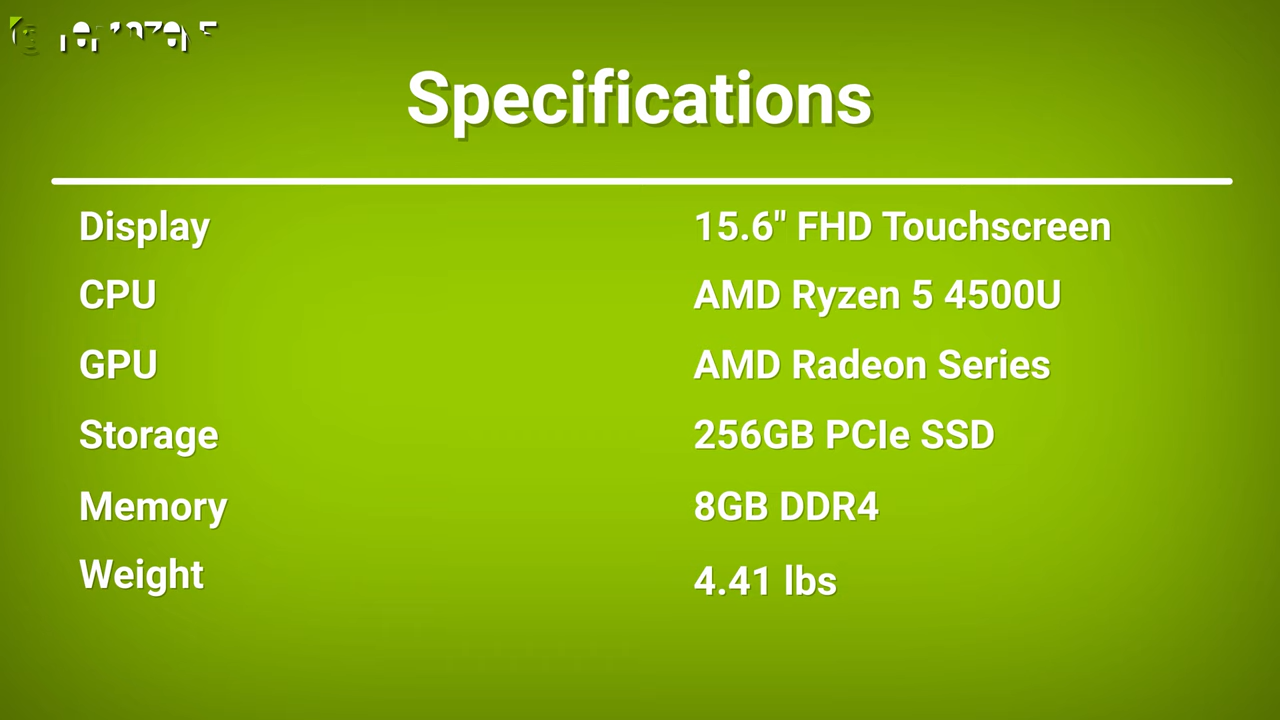 Specifications
Display 15.6" FHD Touchscreen
CPU AMD Ryzen 5 4500U
GPU AMD Radeon Series
Storage 256GB PCIe SSD
Memory 8GB DDR4
Weight 4.41 lbs